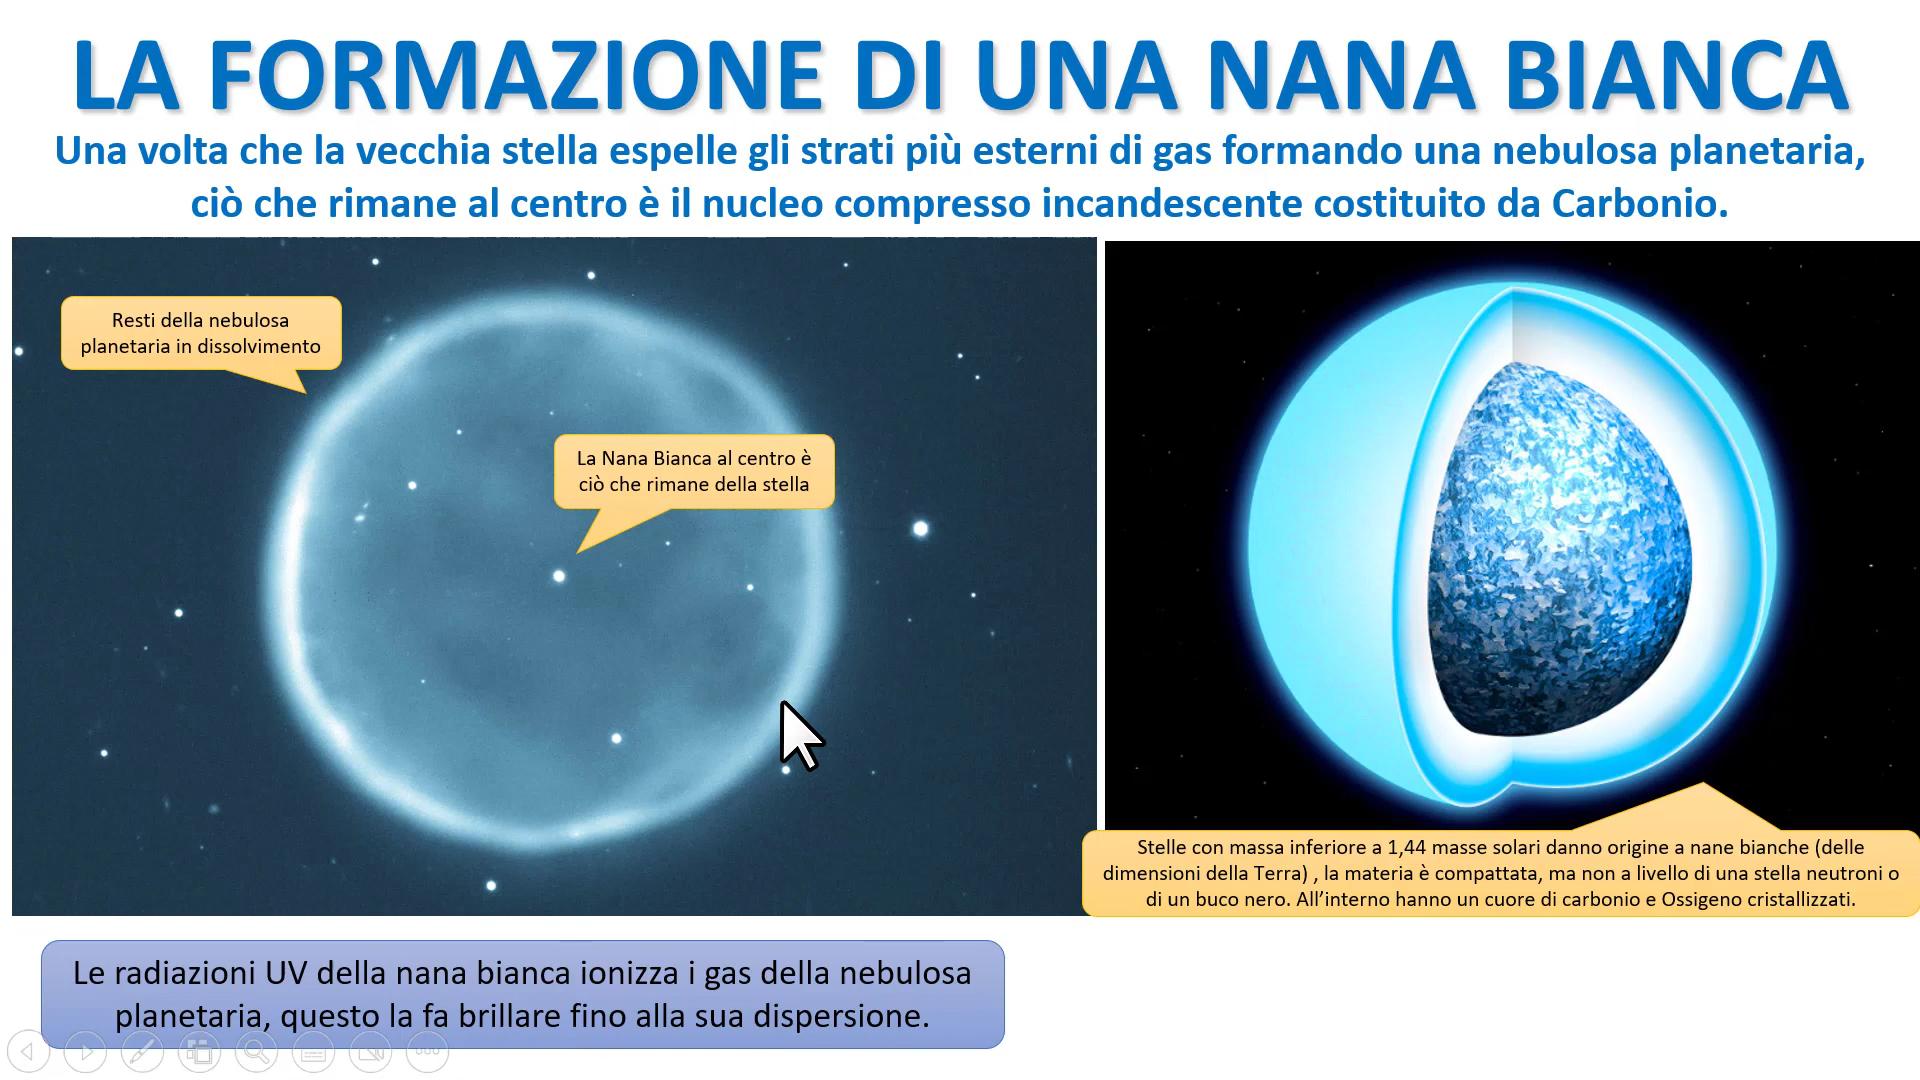 LA FORMAZIONE DI UNA NANA BIANCA
Una volta che la vecchia stella espelle gli strati più esterni di gas formando una nebulosa planetaria,
ciò che rimane al centro è il nucleo compresso incandescente costituito da Carbonio.
Resti della nebulosa
planetaria in dissolvimento
La Nana Bianca al centro è
ciò che rimane della stella
Stelle con massa inferiore a 1,44 masse solari danno origine a nane bianche (delle
dimensioni della Terra) , la materia è compattata, ma non a livello di una stella neutroni o
di un buco nero. All’interno hanno un cuore di carbonio e Ossigeno cristallizzati.
Le radiazioni UV della nana bianca ionizza i gas della nebulosa
planetaria, questo la fa brillare fino alla sua dispersione.